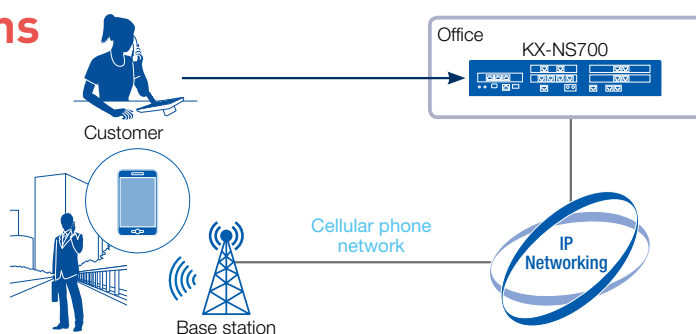 ns
Office
KX-NS700
Customer
Cellular phone
network
IP
Networking
Base station